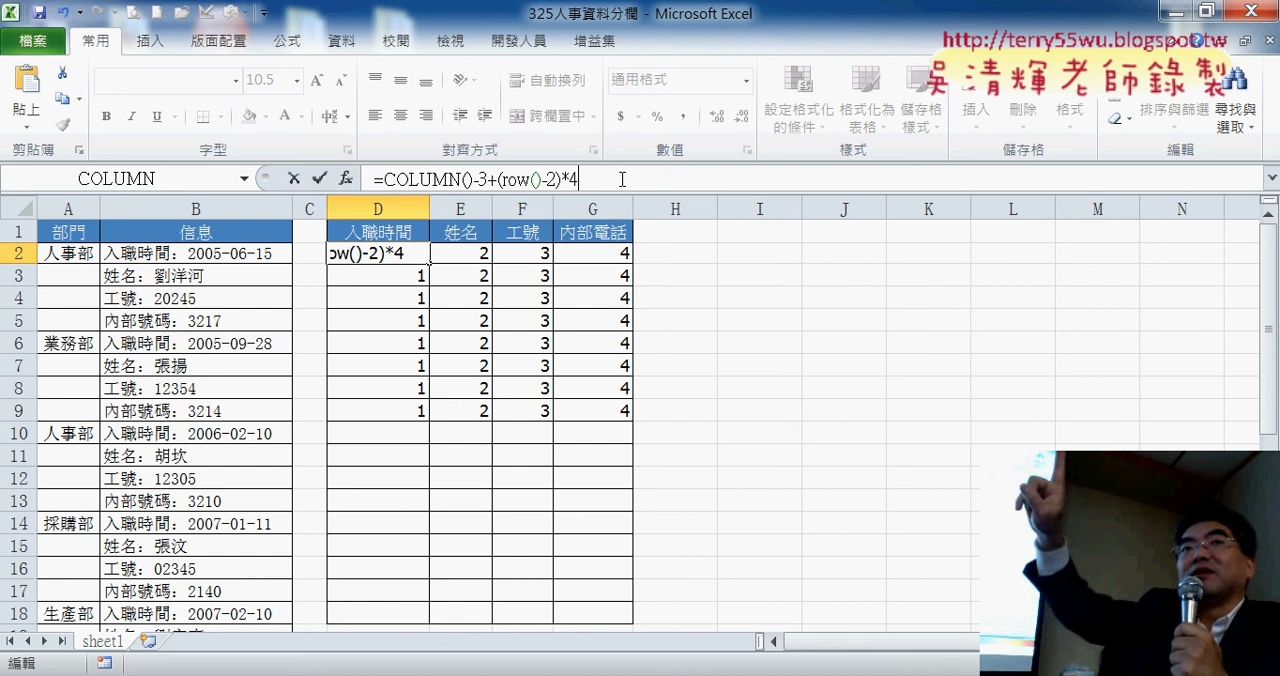 325人事資料分欄 - Microsoft Excel
檔案 常用 插入 版面配置 公式 資料 校閱 檢視 開發人員 增益集
http://terry55wu.blogspot.tw
吳清輝老師錄製
貼上 10.5 自動換列 跨欄置中 通用格式 設定格式化的條件 格式化為表格 儲存格樣式 插入 刪除 格式 排序與篩選 尋找與選取
剪貼簿 字型 對齊方式 數值 樣式 儲存格 編輯
COLUMN =COLUMN()-3+(row()-2)*4
A B C D E F G H I J K L M N
1 部門 信息 入職時間 姓名 工號 內部電話
2 人事部 入職時間：2005-06-15 ow()-2)*4 2 3 4
3 姓名：劉洋河 1 2 3 4
4 工號：20245 1 2 3 4
5 內部號碼：3217 1 2 3 4
6 業務部 入職時間：2005-09-28 1 2 3 4
7 姓名：張揚 1 2 3 4
8 工號：12354 1 2 3 4
9 內部號碼：3214 1 2 3 4
10 人事部 入職時間：2006-02-10
11 姓名：胡坎
12 工號：12305
13 內部號碼：3210
14 採購部 入職時間：2007-01-11
15 姓名：張汶
16 工號：02345
17 內部號碼：2140
18 生產部 入職時間：2007-02-10
sheet1
編輯